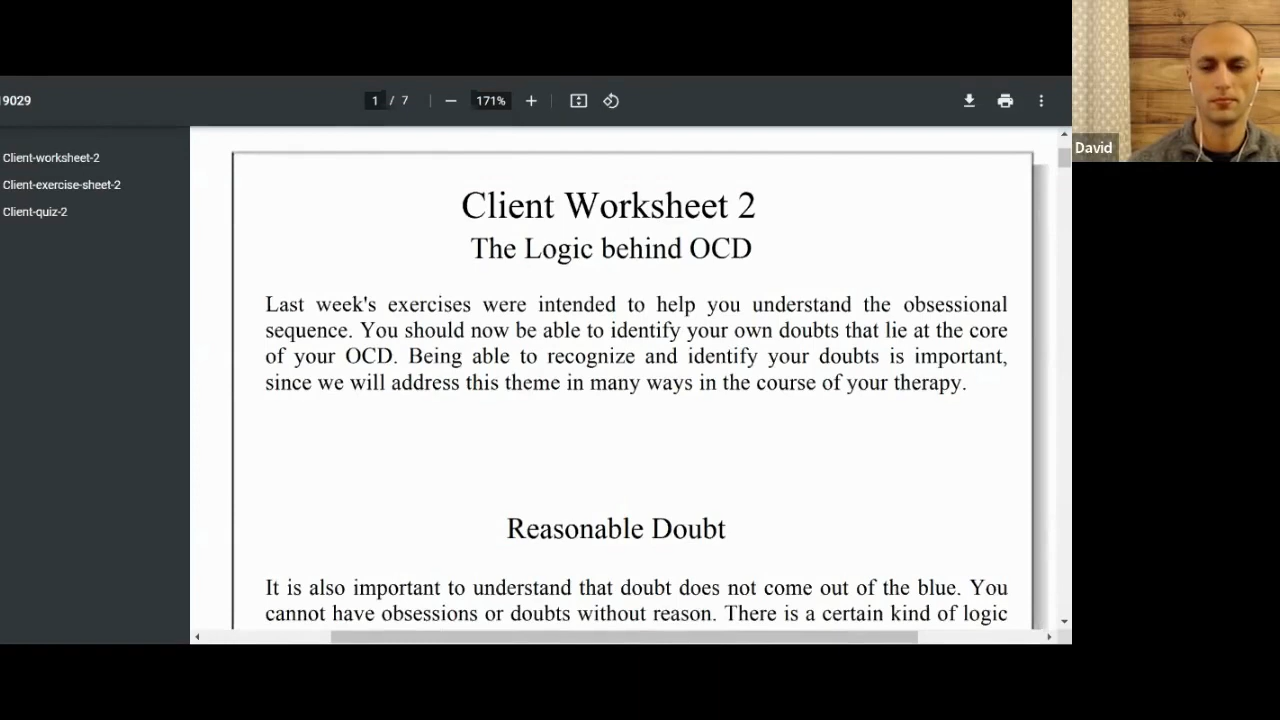 19029
1 / 7
171%
Client-worksheet-2
Client-exercise-sheet-2
Client-quiz-2
David
Client Worksheet 2
The Logic behind OCD
Last week's exercises were intended to help you understand the obsessional
sequence. You should now be able to identify your own doubts that lie at the core
of your OCD. Being able to recognize and identify your doubts is important,
since we will address this theme in many ways in the course of your therapy.
Reasonable Doubt
It is also important to understand that doubt does not come out of the blue. You
cannot have obsessions or doubts without reason. There is a certain kind of logic